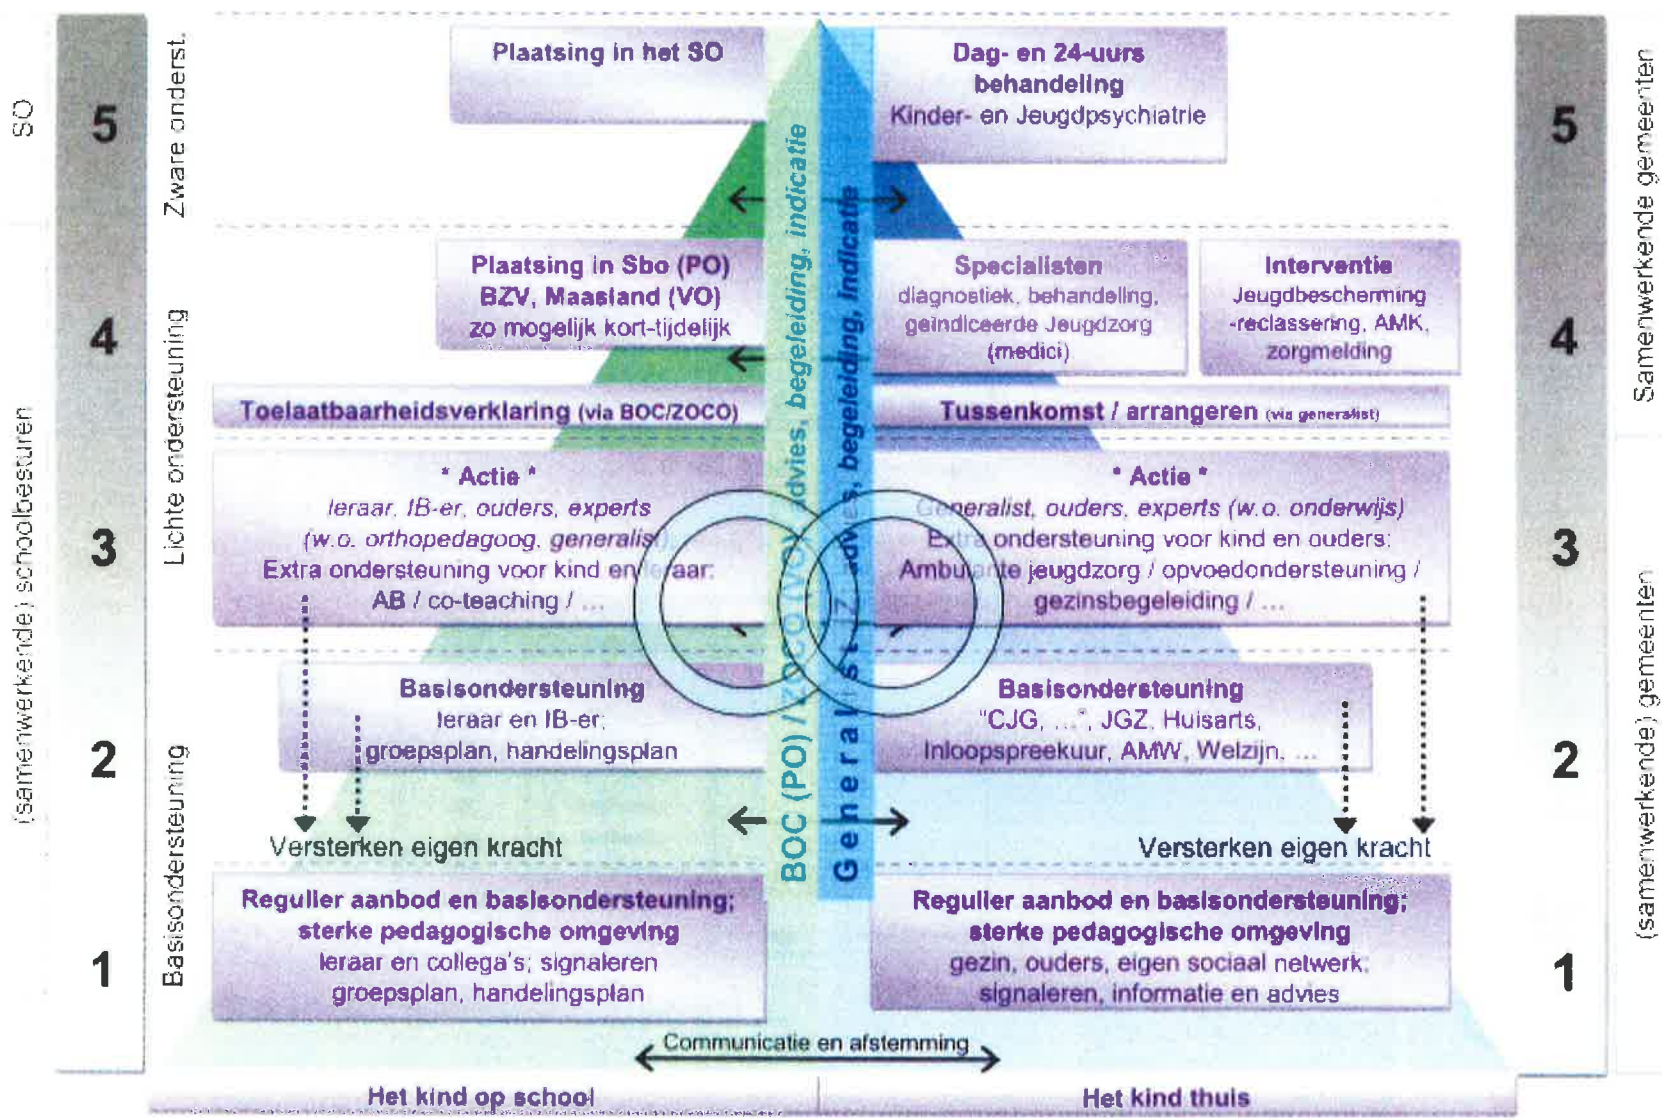 SO
(samenwerkende) schoolbesturen
5
4
3
2
1
Zware onderst.
Lichte ondersteuning
Basisondersteuning
Plaatsing in het SO
Plaatsing in Sbo (PO)
BZV, Maasland (VO)
zo mogelijk kort-tijdelijk
Toelaatbaarheidsverklaring (via BOC/ZOCO)
* Actie *
leraar, IB-er, ouders, experts
(w.o. orthopedagoog, generalist)
Extra ondersteuning voor kind en leraar:
AB / co-teaching / ...
Basisondersteuning
leraar en IB-er;
groepsplan, handelingsplan
Versterken eigen kracht
Regulier aanbod en basisondersteuning;
sterke pedagogische omgeving
leraar en collega's; signaleren
groepsplan, handelingsplan
BOC (PO) / ZOCO (VO), advies, begeleiding, indicatie
Generalist JZ, advies, begeleiding, indicatie
Dag- en 24-uurs
behandeling
Kinder- en Jeugdpsychiatrie
Specialisten
diagnostiek, behandeling,
geïndiceerde Jeugdzorg
(medici)
Interventie
Jeugdbescherming
-reclassering, AMK,
zorgmelding
Tussenkomst / arrangeren (via generalist)
* Actie *
Generalist, ouders, experts (w.o. onderwijs)
Extra ondersteuning voor kind en ouders:
Ambulante jeugdzorg / opvoedondersteuning /
gezinsbegeleiding / ...
Basisondersteuning
"CJG, ...", JGZ, Huisarts,
Inloopspreekuur, AMW, Welzijn, ...
Versterken eigen kracht
Regulier aanbod en basisondersteuning;
sterke pedagogische omgeving
gezin, ouders, eigen sociaal netwerk;
signaleren, informatie en advies
5
4
3
2
1
Samenwerkende gemeenten
(samenwerkende) gemeenten
Communicatie en afstemming
Het kind op school
Het kind thuis